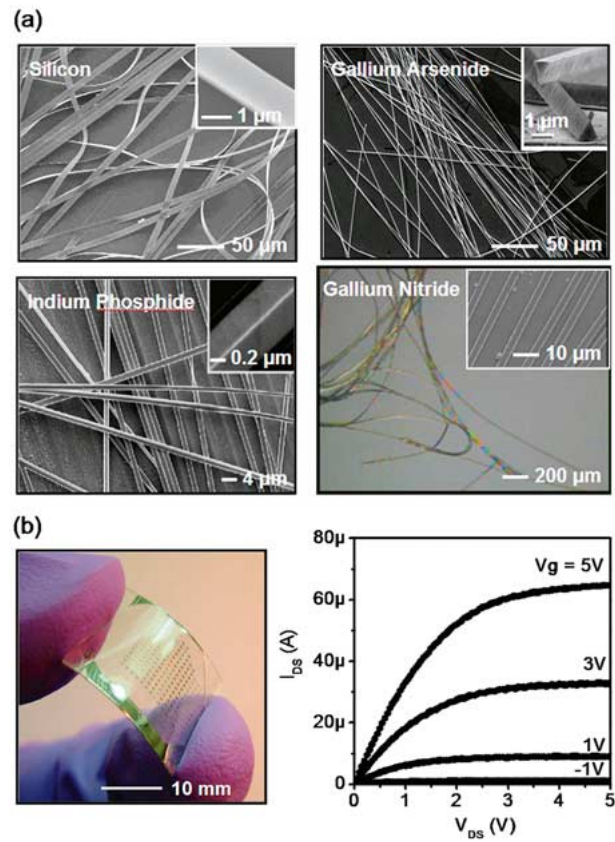 (a)
Silicon
1 µm
50 µm
Gallium Arsenide
1 µm
50 µm
Indium Phosphide
0.2 µm
4 µm
Gallium Nitride
10 µm
200 µm
(b)
10 mm
80µ
60µ
40µ
20µ
0
I_DS (A)
Vg = 5V
3V
1V
-1V
0 1 2 3 4 5
V_DS (V)